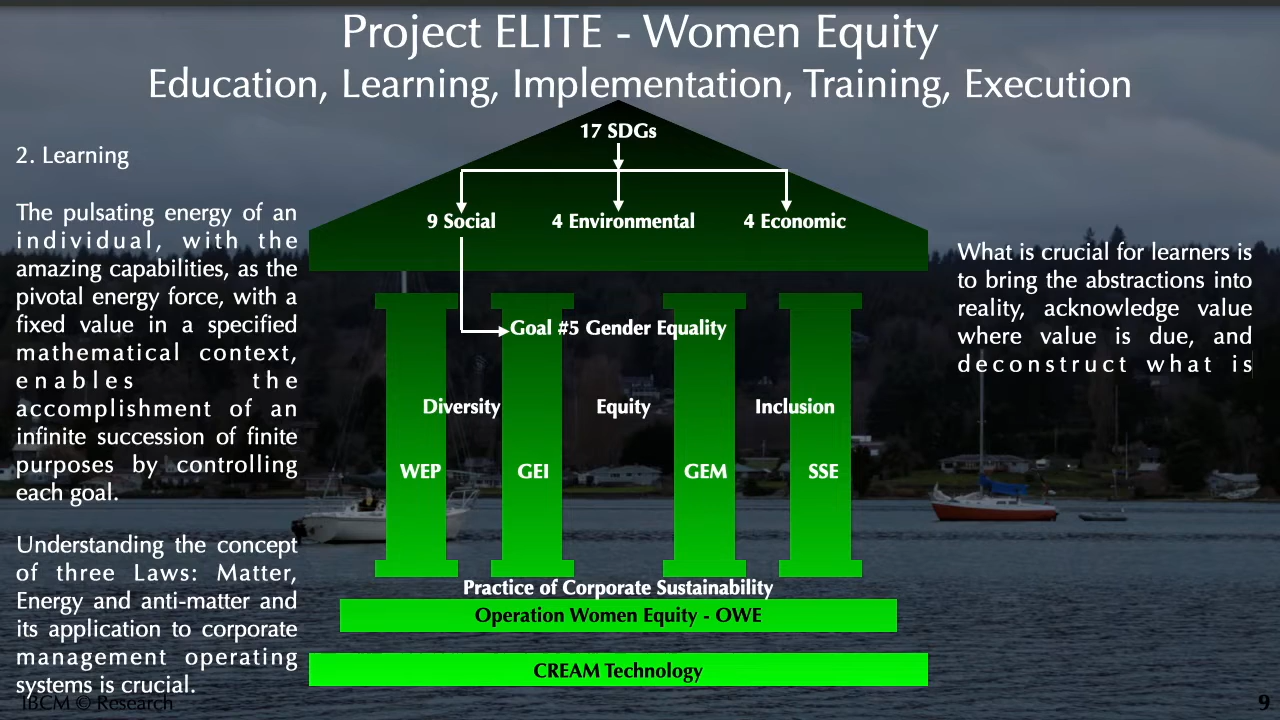 Project ELITE - Women Equity
Education, Learning, Implementation, Training, Execution
2. Learning
The pulsating energy of an
individual, with the
amazing capabilities, as the
pivotal energy force, with a
fixed value in a specified
mathematical context,
enables the
accomplishment of an
infinite succession of finite
purposes by controlling
each goal.
Understanding the concept
of three Laws: Matter,
Energy and anti-matter and
its application to corporate
management operating
systems is crucial.
17 SDGs
9 Social
4 Environmental
4 Economic
Goal #5 Gender Equality
Diversity
Equity
Inclusion
WEP
GEI
GEM
SSE
Practice of Corporate Sustainability
Operation Women Equity - OWE
CREAM Technology
What is crucial for learners is
to bring the abstractions into
reality, acknowledge value
where value is due, and
deconstruct what is
IBCM © Research
9